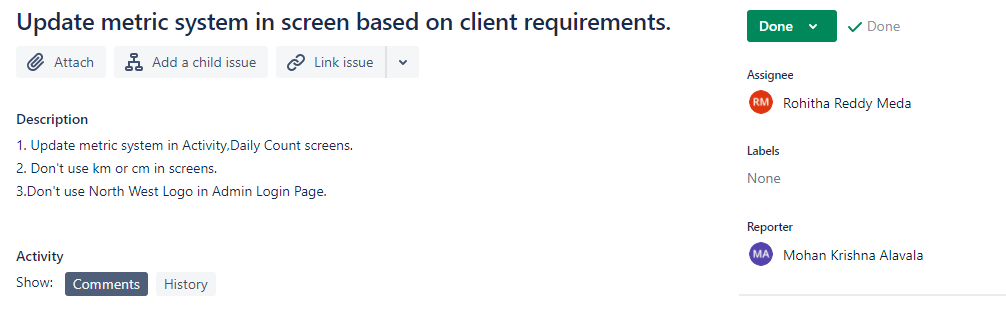 Update metric system in screen based on client requirements.
Attach
Add a child issue
Link issue
Description
1. Update metric system in Activity,Daily Count screens.
2. Don't use km or cm in screens.
3.Don't use North West Logo in Admin Login Page.
Activity
Show:
Comments
History
Done
Done
Assignee
RM
Rohitha Reddy Meda
Labels
None
Reporter
MA
Mohan Krishna Alavala